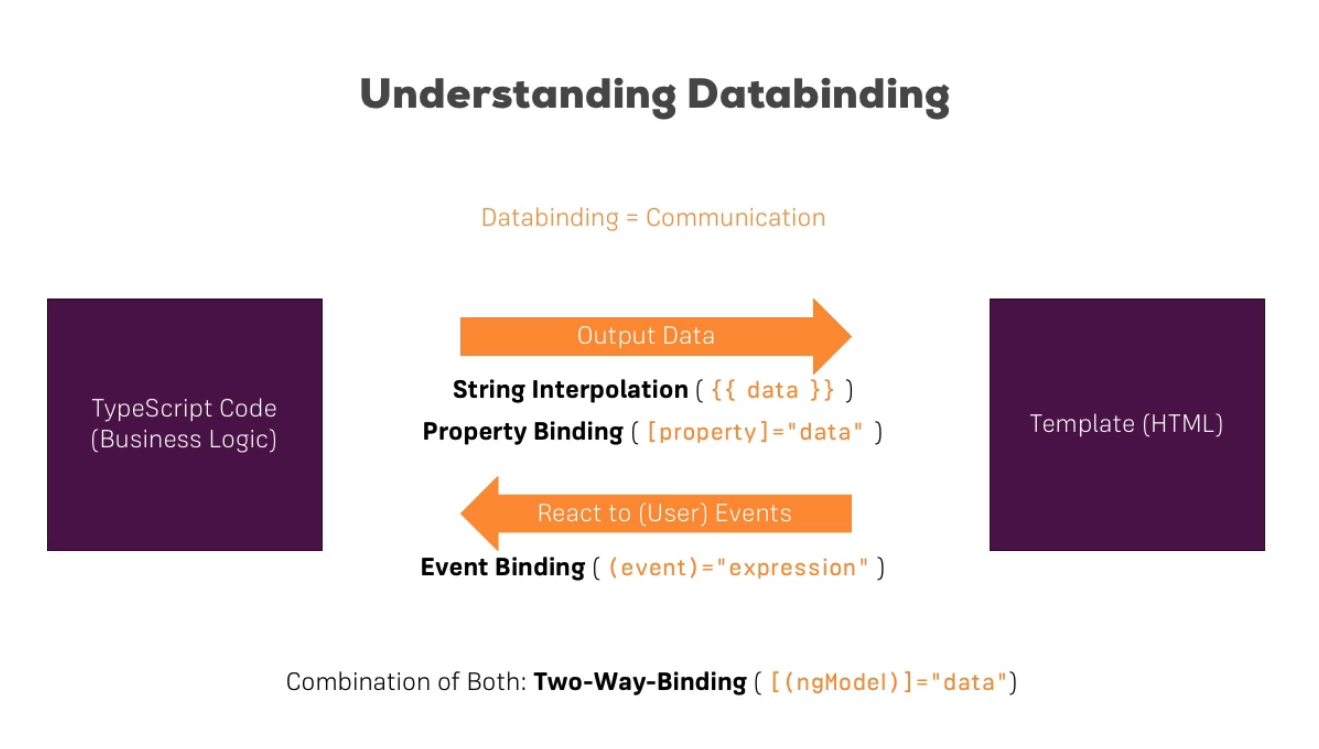 Understanding Databinding
Databinding = Communication
TypeScript Code
(Business Logic)
Output Data
String Interpolation ( {{ data }} )
Property Binding ( [property]="data" )
React to (User) Events
Event Binding ( (event)="expression" )
Template (HTML)
Combination of Both: Two-Way-Binding ( [(ngModel)]="data")